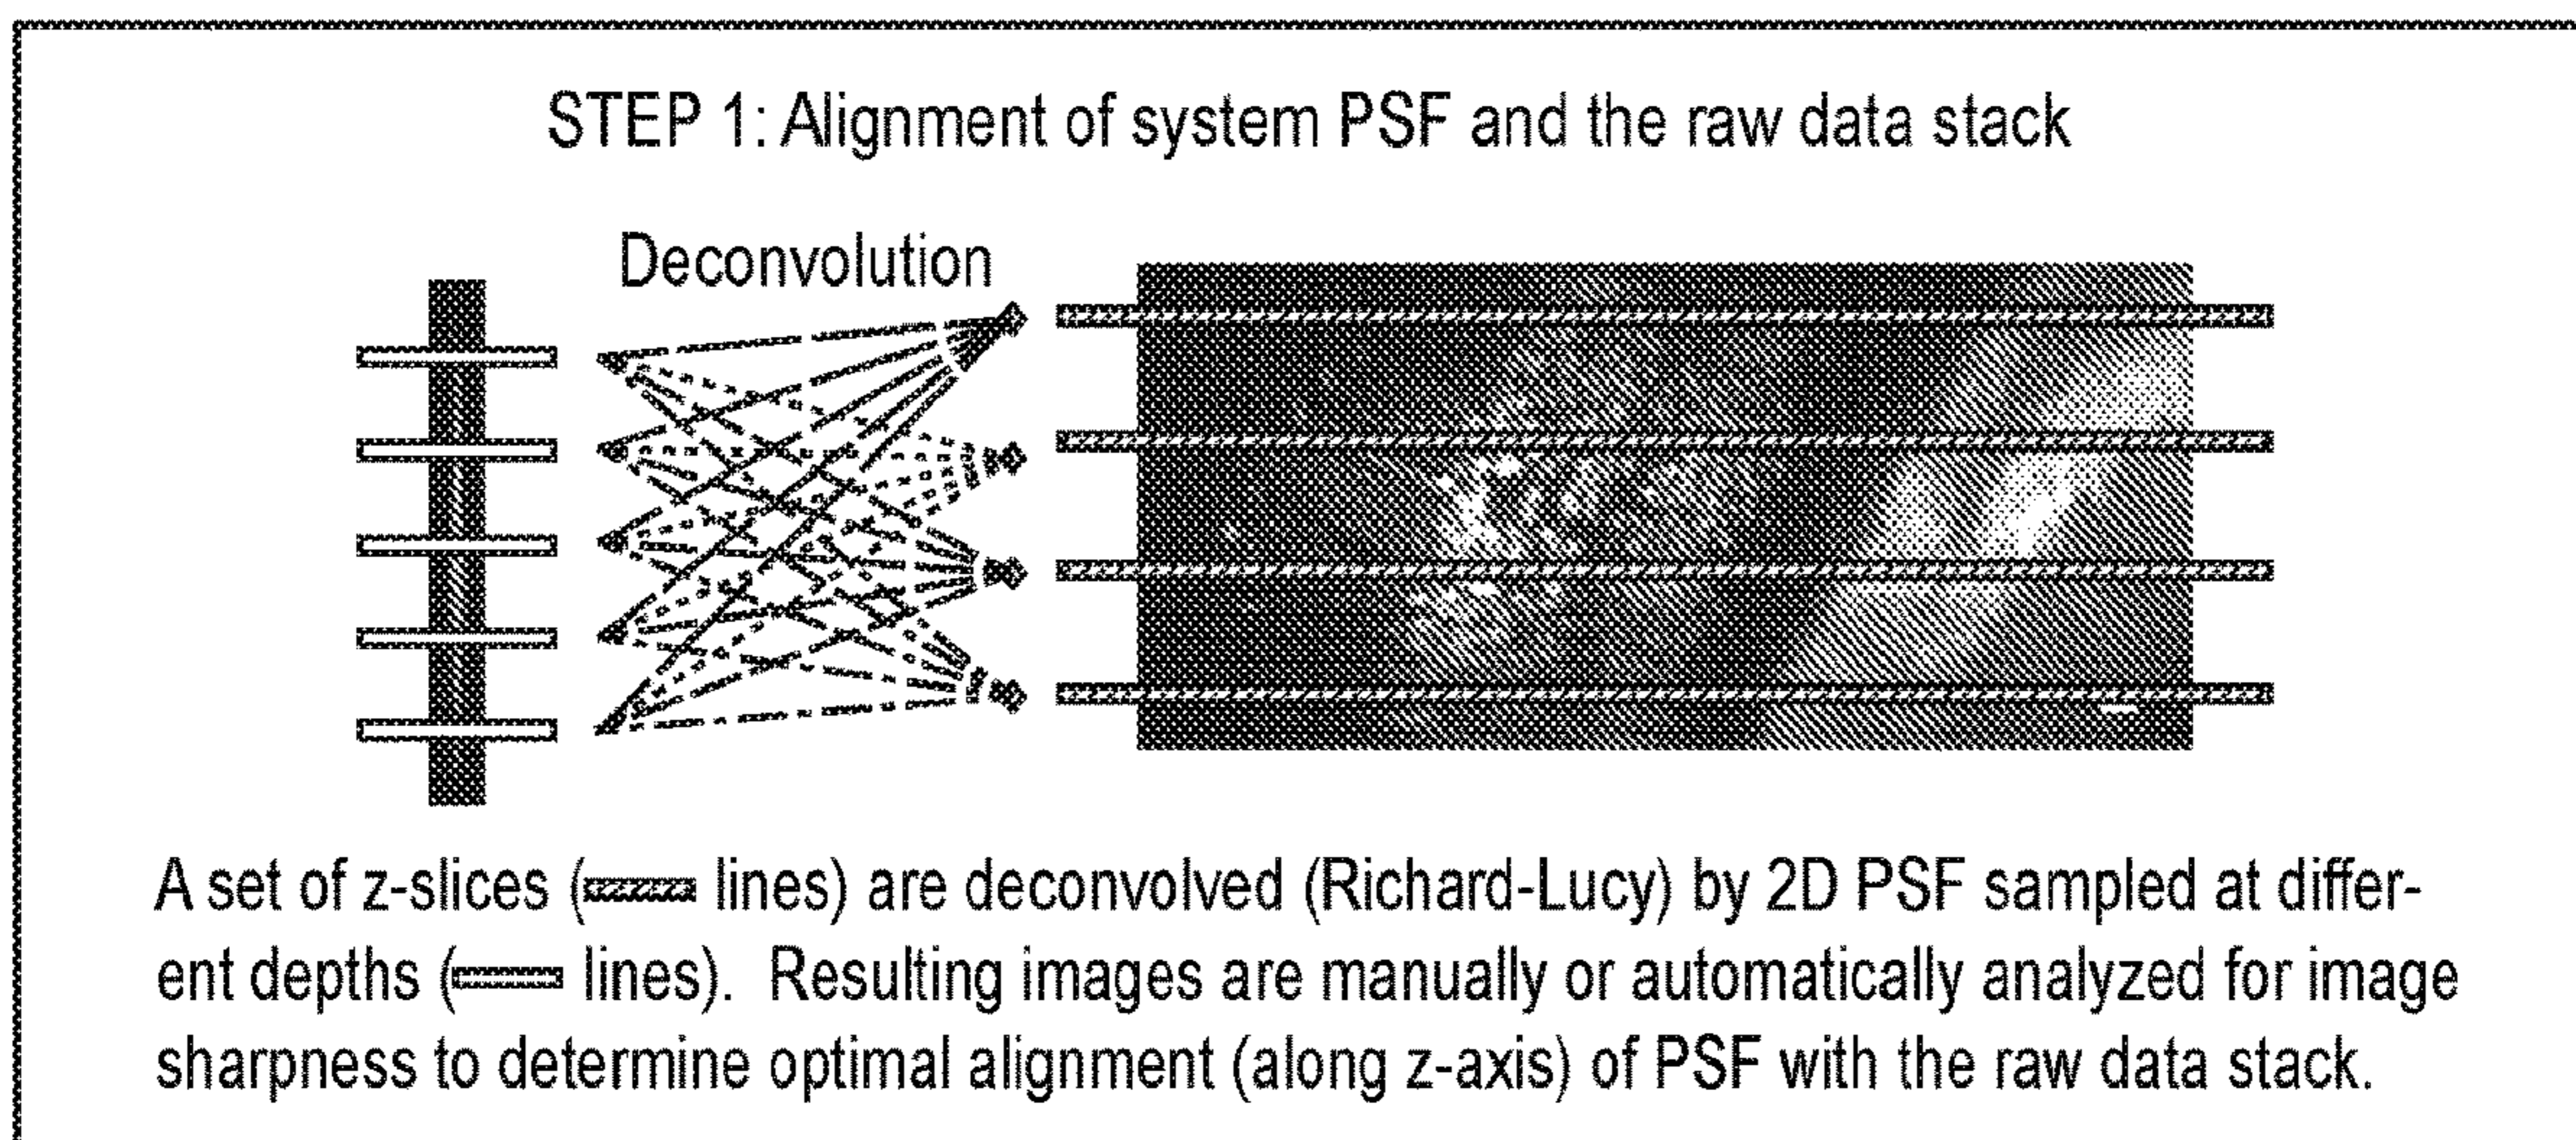 STEP 1: Alignment of system PSF and the raw data stack
Deconvolution
A set of z-slices ( lines) are deconvolved (Richard-Lucy) by 2D PSF sampled at differ-
ent depths ( lines). Resulting images are manually or automatically analyzed for image
sharpness to determine optimal alignment (along z-axis) of PSF with the raw data stack.